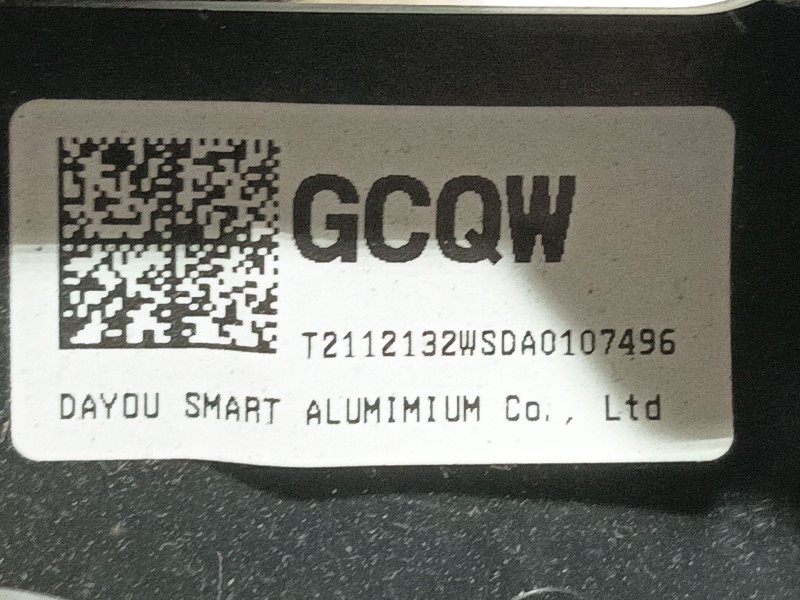 GCQW
T2112132WSDA0107496
DAYOU SMART ALUMIMIUM Co., Ltd